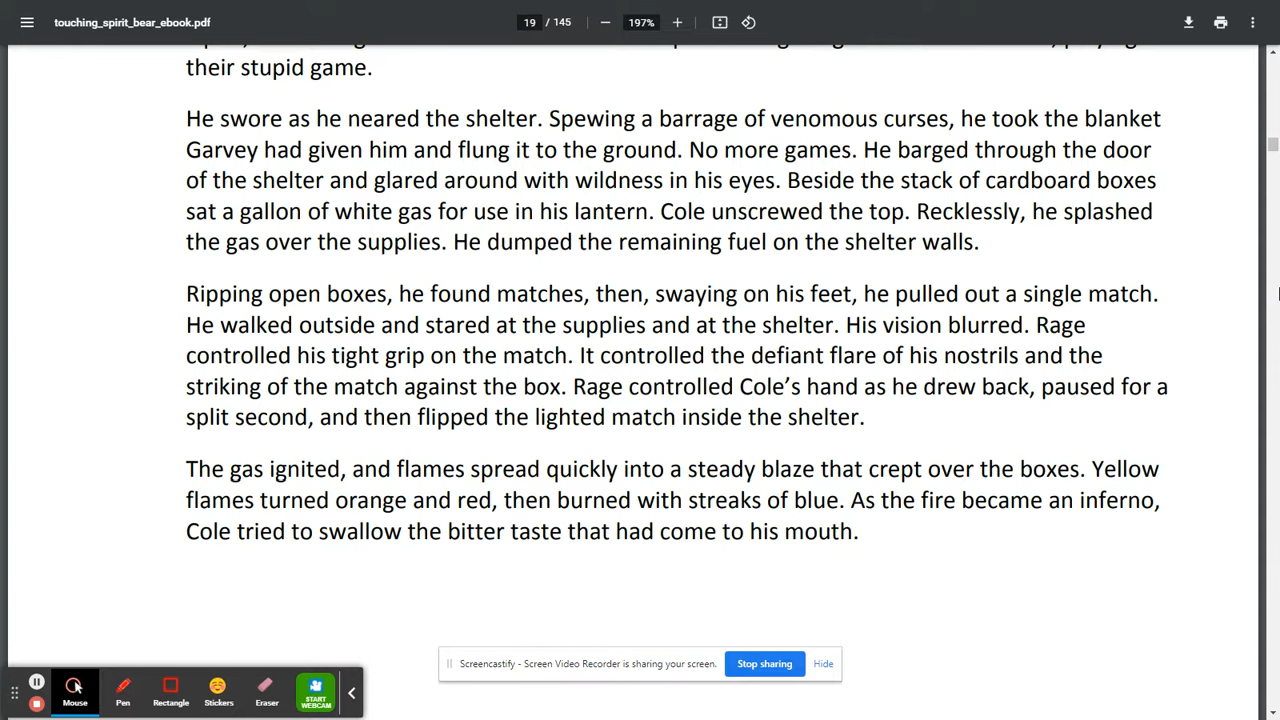 touching_spirit_bear_ebook.pdf
19 / 145
197%
their stupid game.
He swore as he neared the shelter. Spewing a barrage of venomous curses, he took the blanket
Garvey had given him and flung it to the ground. No more games. He barged through the door
of the shelter and glared around with wildness in his eyes. Beside the stack of cardboard boxes
sat a gallon of white gas for use in his lantern. Cole unscrewed the top. Recklessly, he splashed
the gas over the supplies. He dumped the remaining fuel on the shelter walls.
Ripping open boxes, he found matches, then, swaying on his feet, he pulled out a single match.
He walked outside and stared at the supplies and at the shelter. His vision blurred. Rage
controlled his tight grip on the match. It controlled the defiant flare of his nostrils and the
striking of the match against the box. Rage controlled Cole’s hand as he drew back, paused for a
split second, and then flipped the lighted match inside the shelter.
The gas ignited, and flames spread quickly into a steady blaze that crept over the boxes. Yellow
flames turned orange and red, then burned with streaks of blue. As the fire became an inferno,
Cole tried to swallow the bitter taste that had come to his mouth.
Screencastify - Screen Video Recorder is sharing your screen.
Stop sharing
Hide
Mouse
Pen
Rectangle
Stickers
Eraser
START
WEBCAM